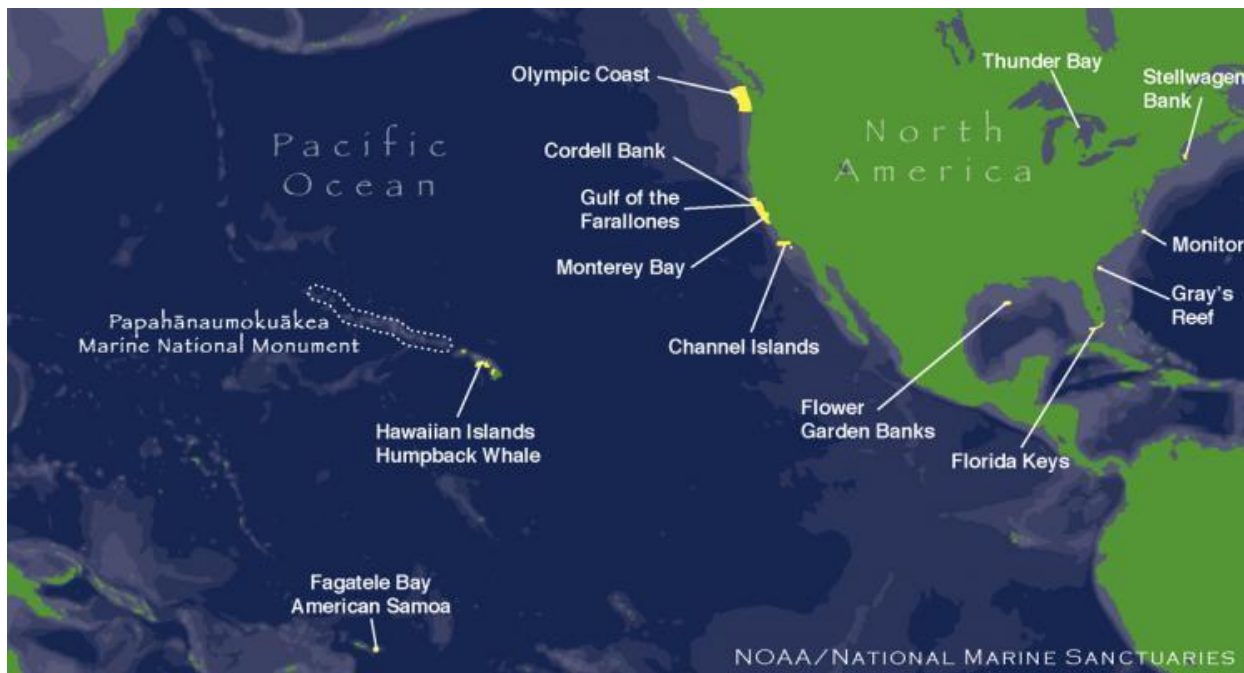 Olympic Coast
Thunder Bay
Stellwagen
Bank
Pacific
Ocean
North
America
Cordell Bank
Gulf of the
Farallones
Monterey Bay
Monitor
Gray's
Reef
Papahānaumokuākea
Marine National Monument
Channel Islands
Flower
Garden Banks
Florida Keys
Hawaiian Islands
Humpback Whale
Fagatele Bay
American Samoa
NOAA/National Marine Sanctuaries